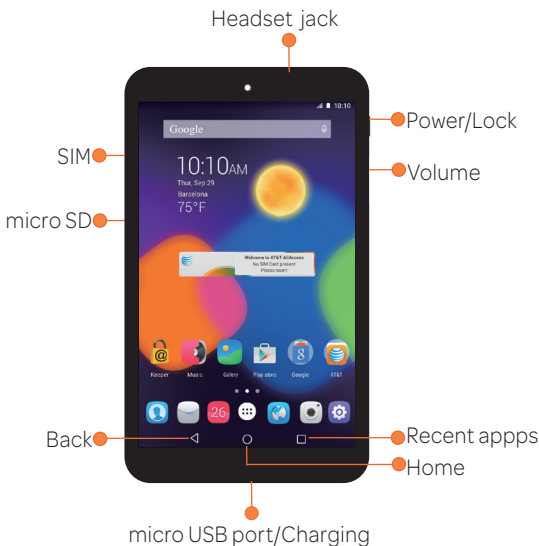 Headset jack
10:10
Google
Power/Lock
SIM
10:10AM
Thur, Sep 29
Volume
Barcelona
75°F
micro SD
Welcome to AT&T AllAccess
No SIM Card present
Please insert
@
8
Keeper Music Gallery Play store Google AT&T
26
Back
Recent appps
Home
micro USB port/Charging